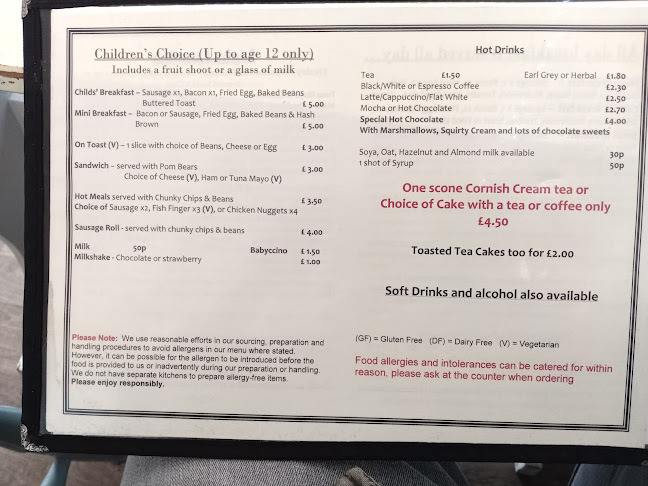 Children's Choice (Up to age 12 only)
Includes a fruit shoot or a glass of milk
Childs' Breakfast – Sausage x1, Bacon x1, Fried Egg, Baked Beans
Buttered Toast £ 5.00
Mini Breakfast – Bacon or Sausage, Fried Egg, Baked Beans & Hash
Brown £ 5.00
On Toast (V) – 1 slice with choice of Beans, Cheese or Egg £ 3.00
Sandwich – served with Pom Bears £ 3.00
Choice of Cheese (V), Ham or Tuna Mayo (V)
Hot Meals served with Chunky Chips & Beans £ 3.50
Choice of Sausage x2, Fish Finger x3 (V), or Chicken Nuggets x4
Sausage Roll - served with chunky chips & beans £ 4.00
Milk 50p Babyccino £ 1.50
Milkshake - Chocolate or strawberry £ 1.00
Please Note: We use reasonable efforts in our sourcing, preparation and
handling procedures to avoid allergens in our menu where stated.
However, it can be possible for the allergen to be introduced before the
food is provided to us or inadvertently during our preparation or handling.
We do not have separate kitchens to prepare allergy-free items.
Please enjoy responsibly.
Hot Drinks
Tea £1.50 Earl Grey or Herbal £1.80
Black/White or Espresso Coffee £2.30
Latte/Cappuccino/Flat White £2.50
Mocha or Hot Chocolate £2.70
Special Hot Chocolate £4.00
With Marshmallows, Squirty Cream and lots of chocolate sweets
Soya, Oat, Hazelnut and Almond milk available 30p
1 shot of Syrup 50p
One scone Cornish Cream tea or
Choice of Cake with a tea or coffee only
£4.50
Toasted Tea Cakes too for £2.00
Soft Drinks and alcohol also available
(GF) = Gluten Free (DF) = Dairy Free (V) = Vegetarian
Food allergies and intolerances can be catered for within
reason, please ask at the counter when ordering